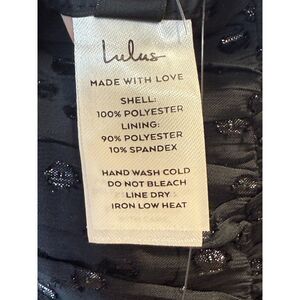 Lulus
MADE WITH LOVE
SHELL:
100% POLYESTER
LINING:
90% POLYESTER
10% SPANDEX
HAND WASH COLD
DO NOT BLEACH
LINE DRY
IRON LOW HEAT